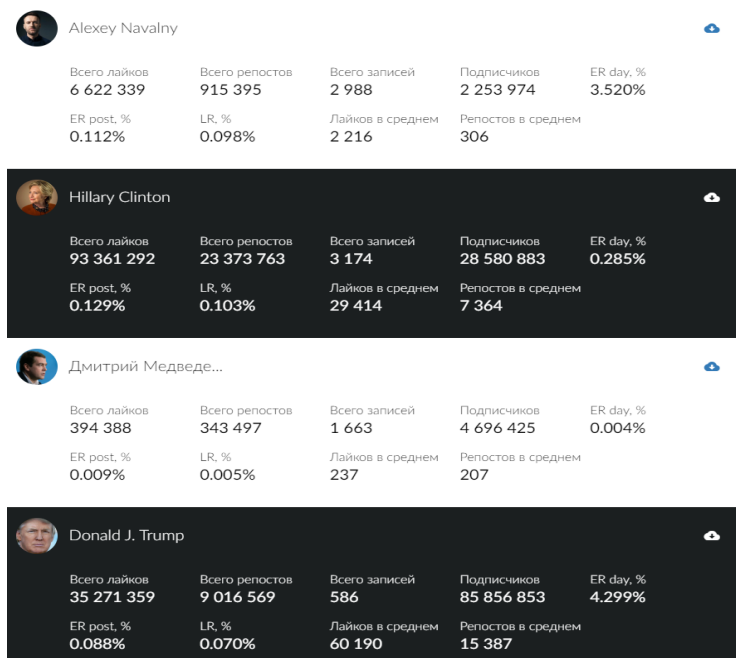 Alexey Navalny
Всего лайков Всего репостов Всего записей Подписчиков ER day, %
6 622 339 915 395 2 988 2 253 974 3.520%
ER post, % LR, % Лайков в среднем Репостов в среднем
0.112% 0.098% 2 216 306
Hillary Clinton
Всего лайков Всего репостов Всего записей Подписчиков ER day, %
93 361 292 23 373 763 3 174 28 580 883 0.285%
ER post, % LR, % Лайков в среднем Репостов в среднем
0.129% 0.103% 29 414 7 364
Дмитрий Медведе...
Всего лайков Всего репостов Всего записей Подписчиков ER day, %
394 388 343 497 1 663 4 696 425 0.004%
ER post, % LR, % Лайков в среднем Репостов в среднем
0.009% 0.005% 237 207
Donald J. Trump
Всего лайков Всего репостов Всего записей Подписчиков ER day, %
35 271 359 9 016 569 586 85 856 853 4.299%
ER post, % LR, % Лайков в среднем Репостов в среднем
0.088% 0.070% 60 190 15 387